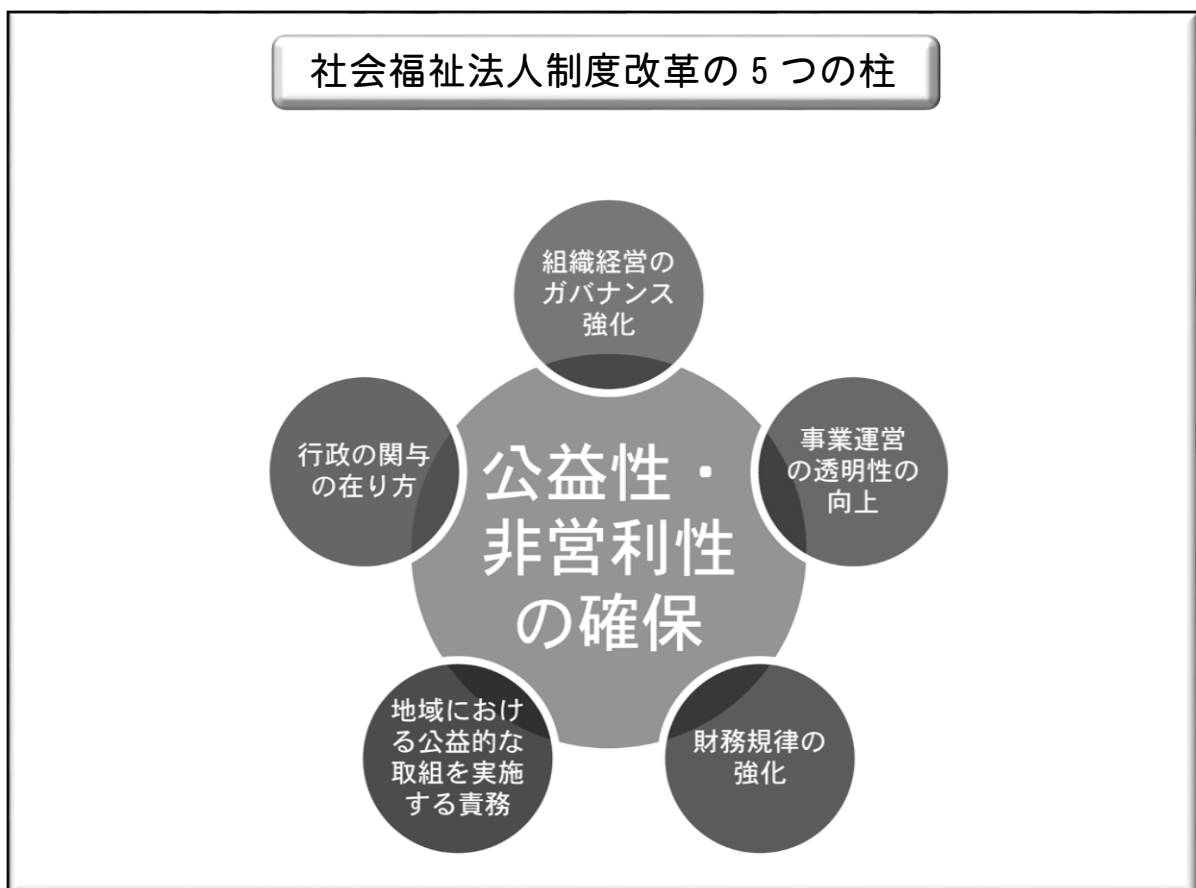 社会福祉法人制度改革の5つの柱
組織経営の
ガバナンス
強化
事業運営
の透明性の
向上
財務規律の
強化
地域におけ
る公益的な
取組を実施
する責務
行政の関与
の在り方
公益性・
非営利性
の確保